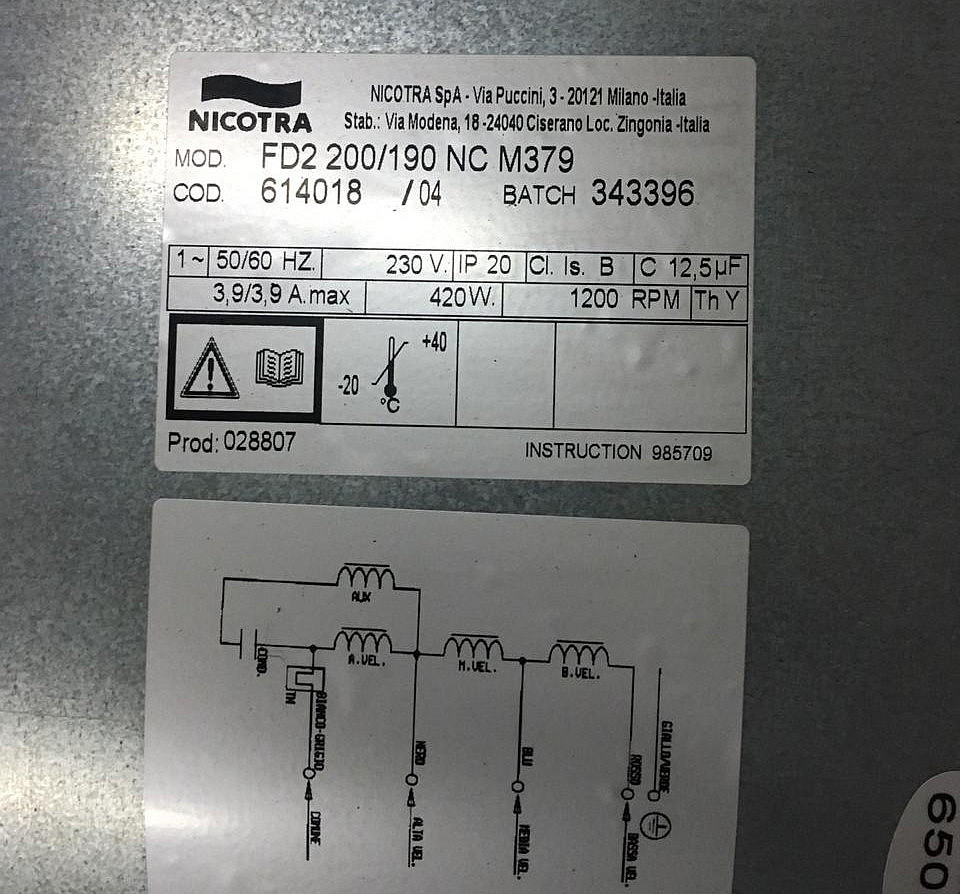 NICOTRA
NICOTRA SpA - Via Puccini, 3 - 20121 Milano -Italia
Stab.: Via Modena, 18 -24040 Ciserano Loc. Zingonia -Italia
MOD. FD2 200/190 NC M379
COD. 614018 /04 BATCH 343396
1~ 50/60 HZ. 230 V. IP 20 Cl. Is. B C 12,5µF
3,9/3,9 A.max 420W. 1200 RPM Th Y
-20 +40
°C
Prod: 028807 INSTRUCTION 985709
AUX
COND. A.VEL. M.VEL. B.VEL.
TM
BIANCO-GRIGIO NERO BLU ROSSO GIALLO/VERDE
COMUNE ALTA VEL. MEDIA VEL. BASSA VEL.
650